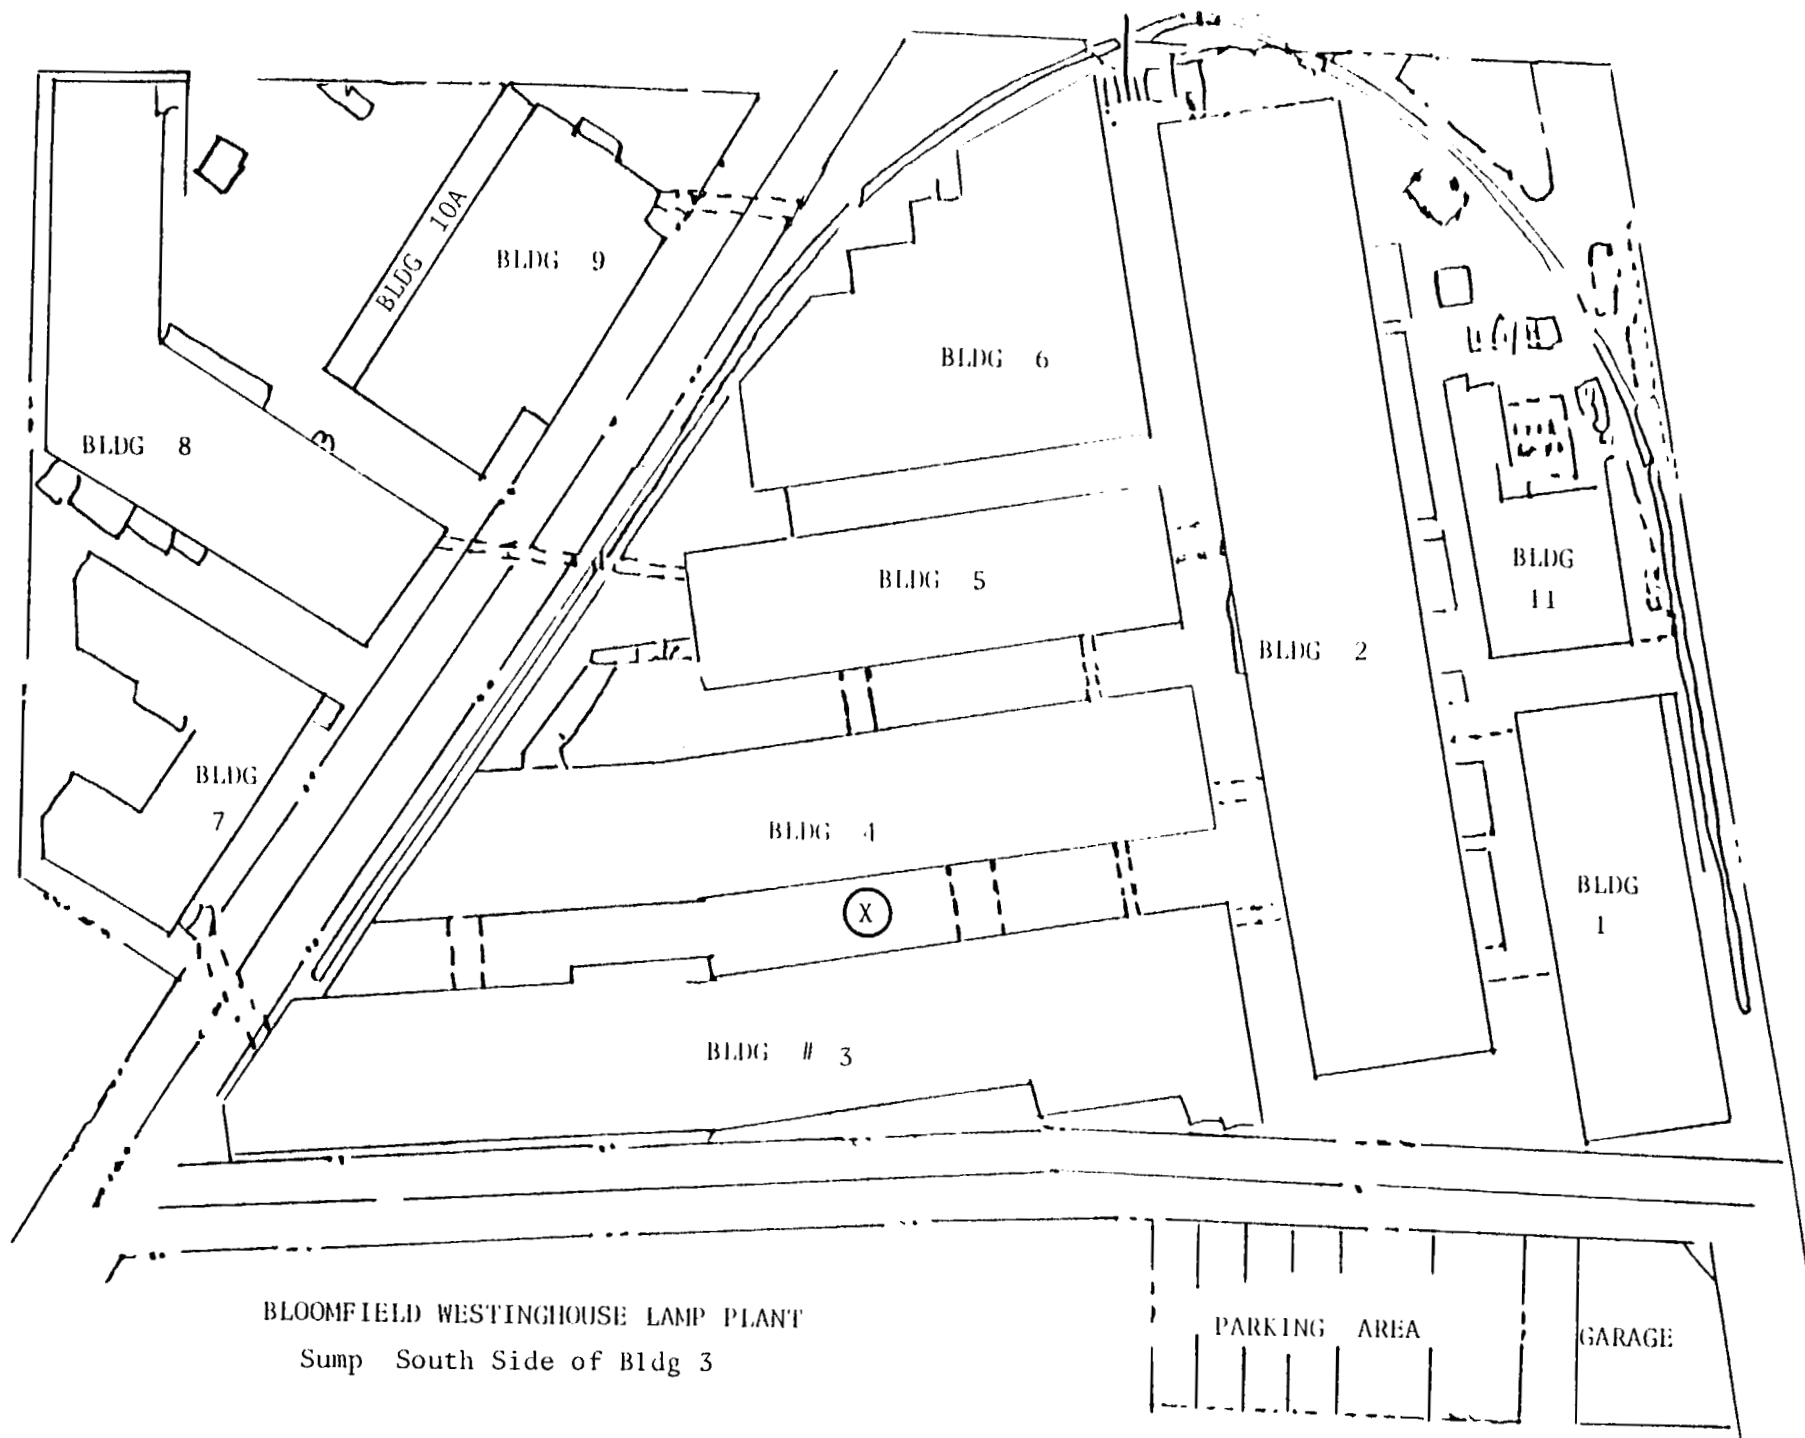 BLDG 10A
BLDG 9
BLDG 6
BLDG 8
BLDG 5
BLDG
11
BLDG 2
BLDG
7
BLDG 4
BLDG
1
X
BLDG # 3
BLOOMFIELD WESTINGHOUSE LAMP PLANT
Sump South Side of Bldg 3
PARKING AREA
GARAGE